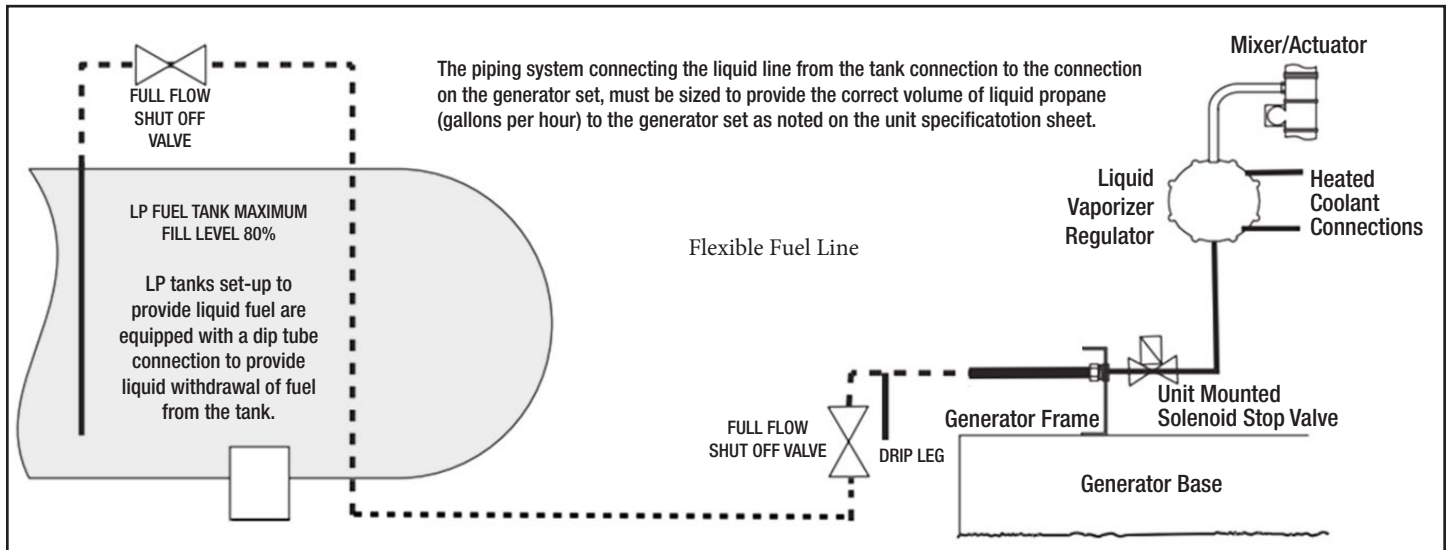 FULL FLOW
SHUT OFF
VALVE
The piping system connecting the liquid line from the tank connection to the connection
on the generator set, must be sized to provide the correct volume of liquid propane
(gallons per hour) to the generator set as noted on the unit specificatotion sheet.
Mixer/Actuator
LP FUEL TANK MAXIMUM
FILL LEVEL 80%
LP tanks set-up to
provide liquid fuel are
equipped with a dip tube
connection to provide
liquid withdrawal of fuel
from the tank.
Flexible Fuel Line
Liquid
Vaporizer
Regulator
Heated
Coolant
Connections
FULL FLOW
SHUT OFF VALVE
DRIP LEG
Generator Frame
Unit Mounted
Solenoid Stop Valve
Generator Base